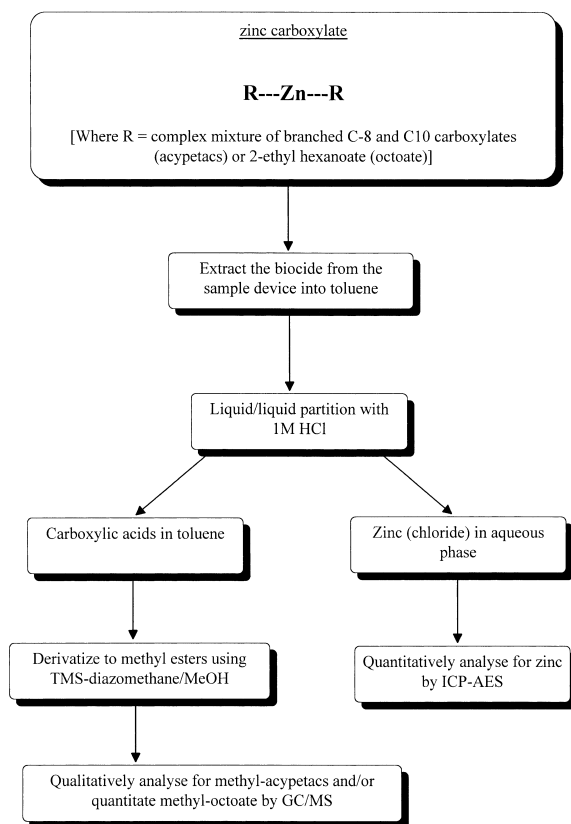 zinc carboxylate
R---Zn---R
[Where R = complex mixture of branched C-8 and C10 carboxylates
(acypetacs) or 2-ethyl hexanoate (octoate)]
Extract the biocide from the
sample device into toluene
Liquid/liquid partition with
1M HCl
Carboxylic acids in toluene
Zinc (chloride) in aqueous
phase
Derivatize to methyl esters using
TMS-diazomethane/MeOH
Quantitatively analyse for zinc
by ICP-AES
Qualitatively analyse for methyl-acypetacs and/or
quantitate methyl-octoate by GC/MS